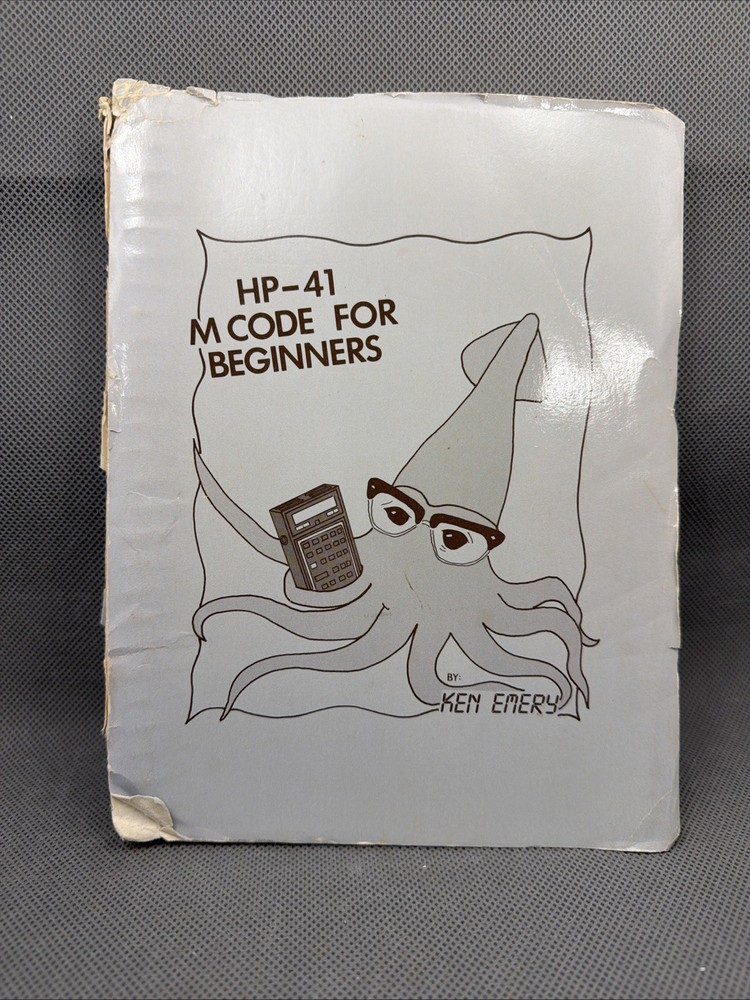 HP-41
M CODE FOR
BEGINNERS
BY:
KEN EMERY